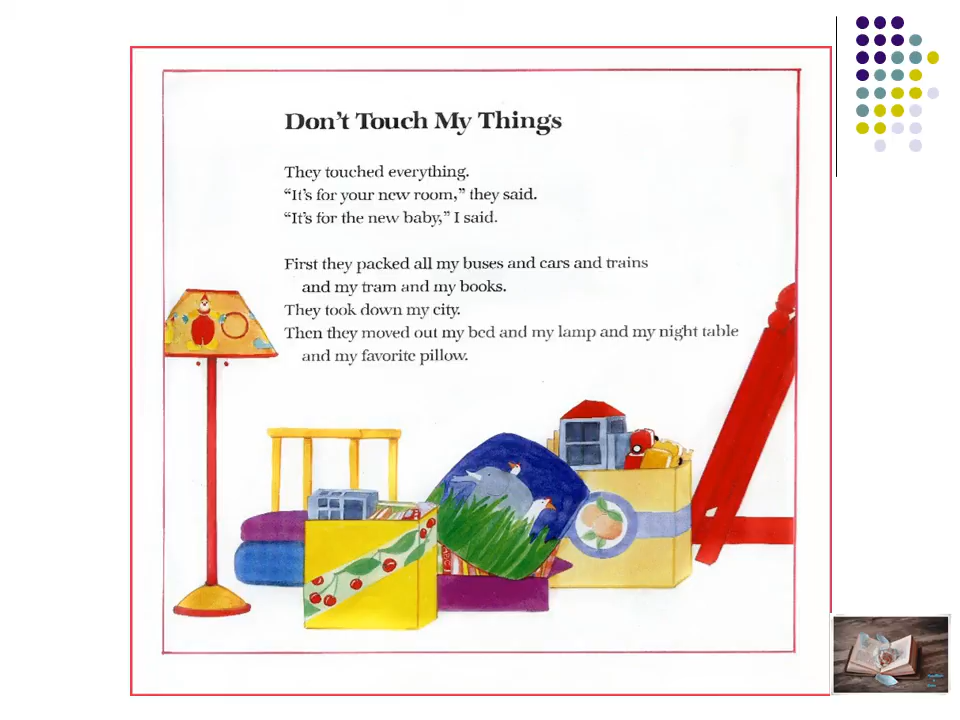 Don't Touch My Things
They touched everything.
“It's for your new room,” they said.
“It's for the new baby,” I said.
First they packed all my buses and cars and trains
and my tram and my books.
They took down my city.
Then they moved out my bed and my lamp and my night table
and my favorite pillow.